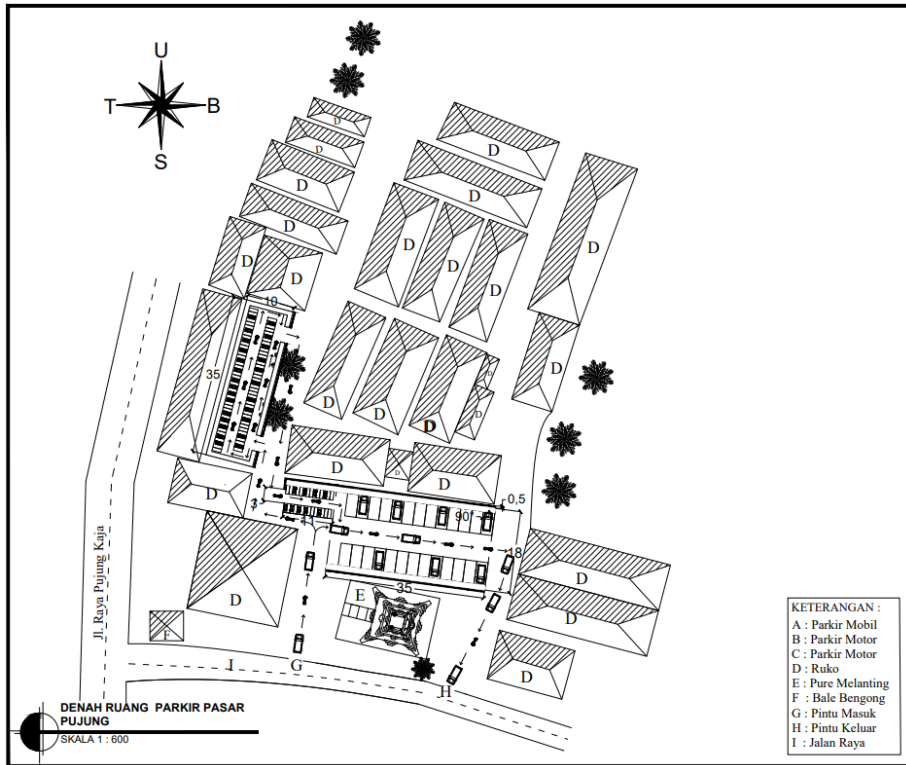 U
T B
S
D
D
D
D
D
D
D
D
D
D
D
D
D
10
D
35
D
D
D
D
D
D
D
D
D
D
D
3
11
90°
0,5
18
35
D
D
E
D
D
D
F
I
G
H
Jl. Raya Pujung Kaja
DENAH RUANG PARKIR PASAR
PUJUNG
SKALA 1 : 600
KETERANGAN :
A : Parkir Mobil
B : Parkir Motor
C : Parkir Motor
D : Ruko
E : Pure Melanting
F : Bale Bengong
G : Pintu Masuk
H : Pintu Keluar
I : Jalan Raya